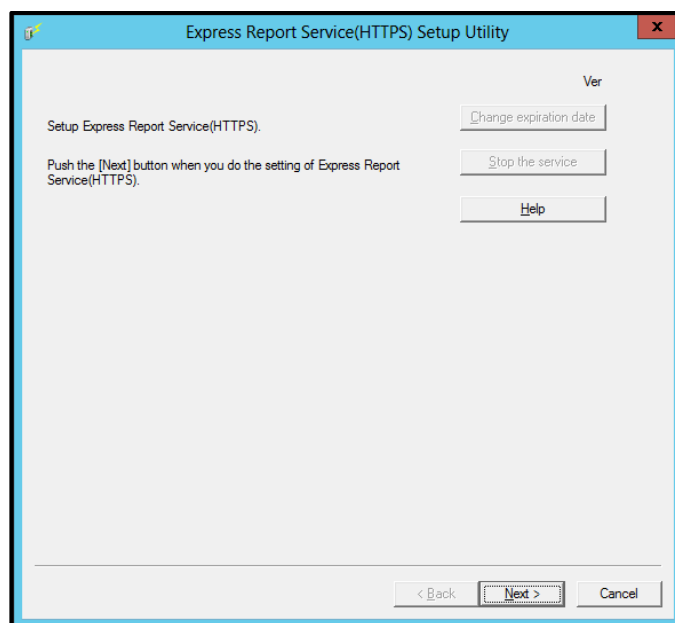 Express Report Service(HTTPS) Setup Utility
x
Ver
Change expiration date
Setup Express Report Service(HTTPS).
Stop the service
Push the [Next] button when you do the setting of Express Report
Service(HTTPS).
Help
< Back
Next >
Cancel